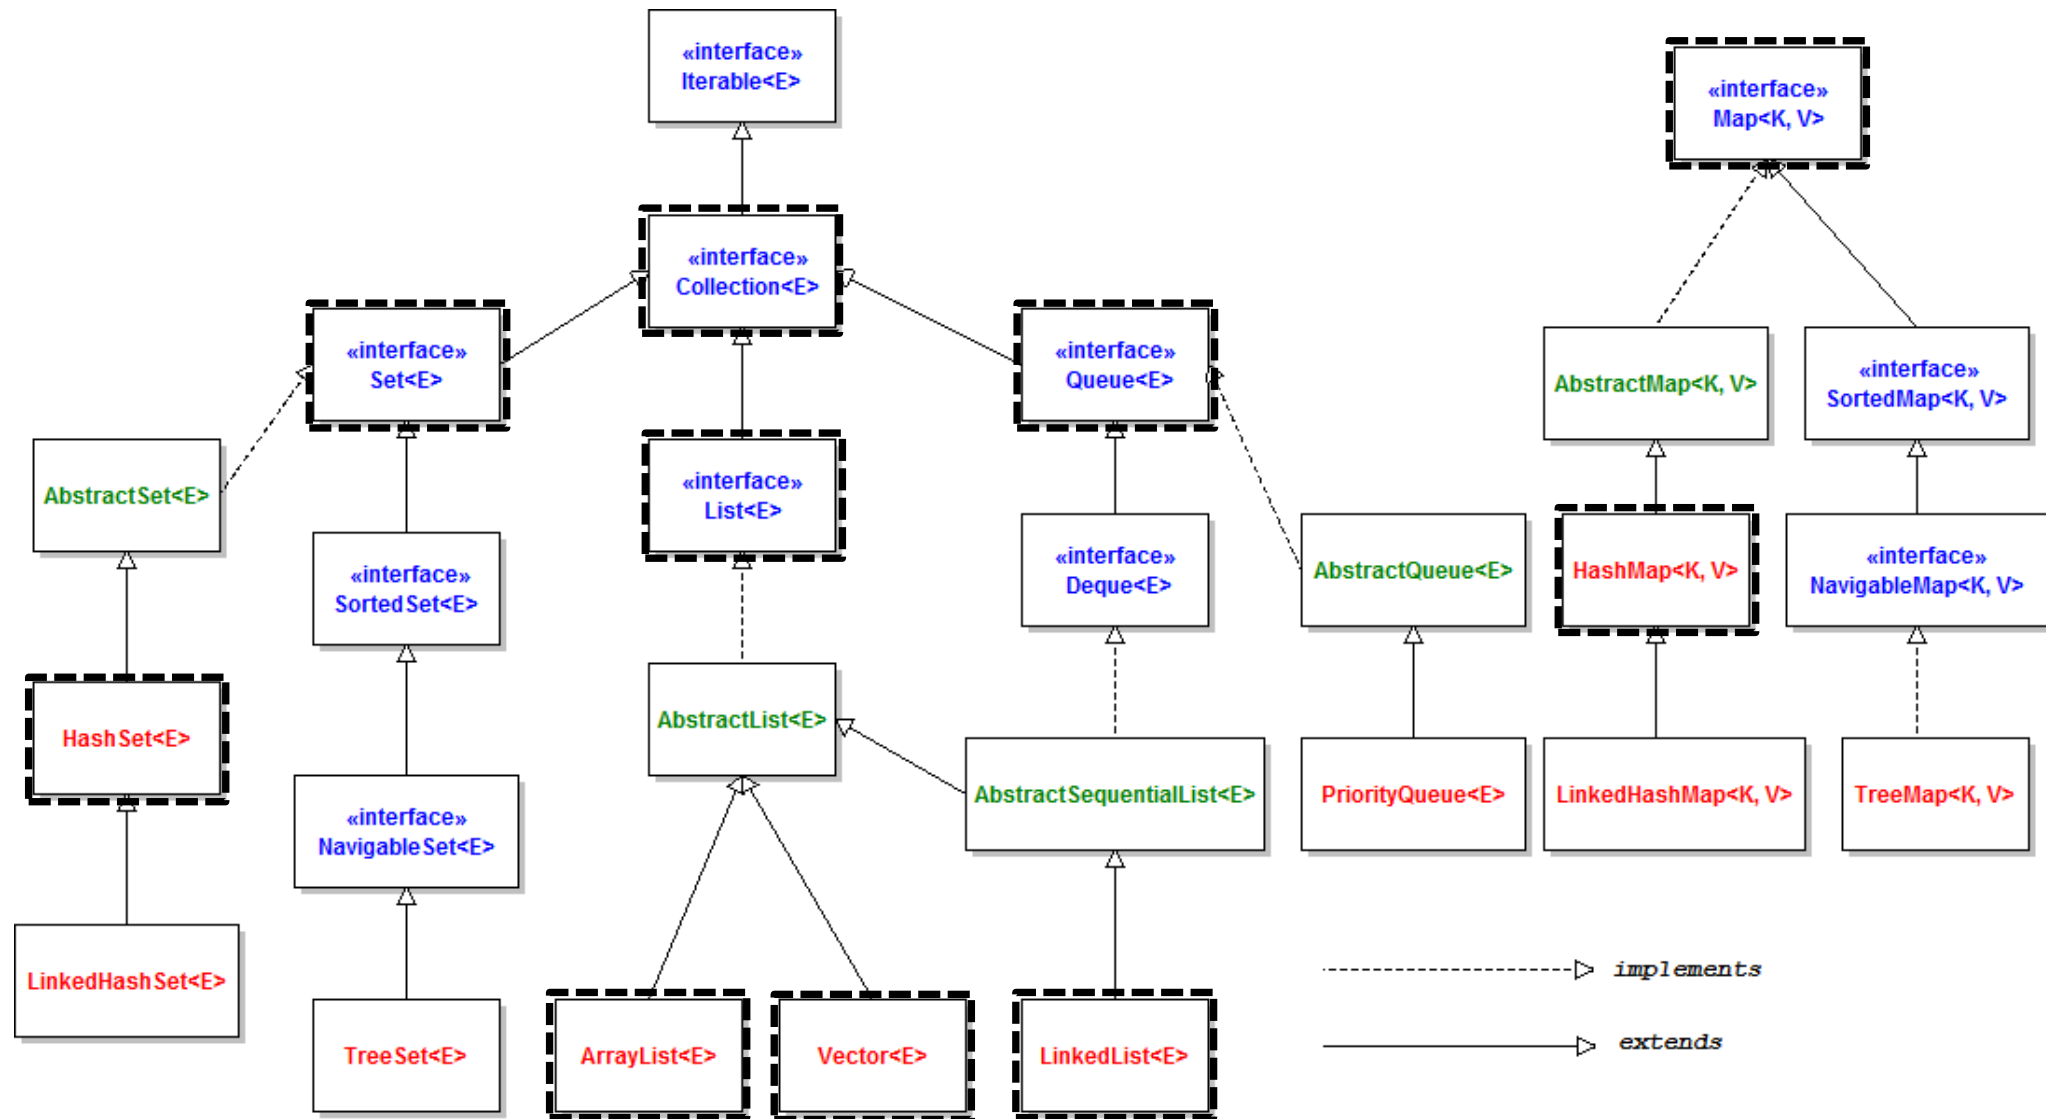 «interface»
Iterable<E>
«interface»
Map<K, V>
«interface»
Collection<E>
«interface»
Set<E>
«interface»
Queue<E>
AbstractMap<K, V>
«interface»
SortedMap<K, V>
AbstractSet<E>
«interface»
List<E>
«interface»
SortedSet<E>
«interface»
Deque<E>
AbstractQueue<E>
HashMap<K, V>
«interface»
NavigableMap<K, V>
HashSet<E>
AbstractList<E>
«interface»
NavigableSet<E>
AbstractSequentialList<E>
PriorityQueue<E>
LinkedHashMap<K, V>
TreeMap<K, V>
LinkedHashSet<E>
TreeSet<E>
ArrayList<E>
Vector<E>
LinkedList<E>
implements
extends